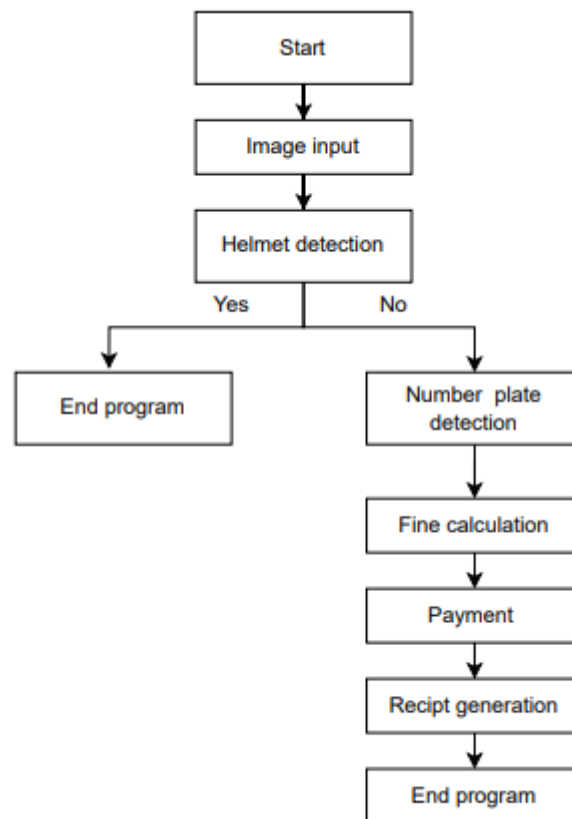 Start
Image input
Helmet detection
Yes
No
End program
Number plate
detection
Fine calculation
Payment
Recipt generation
End program